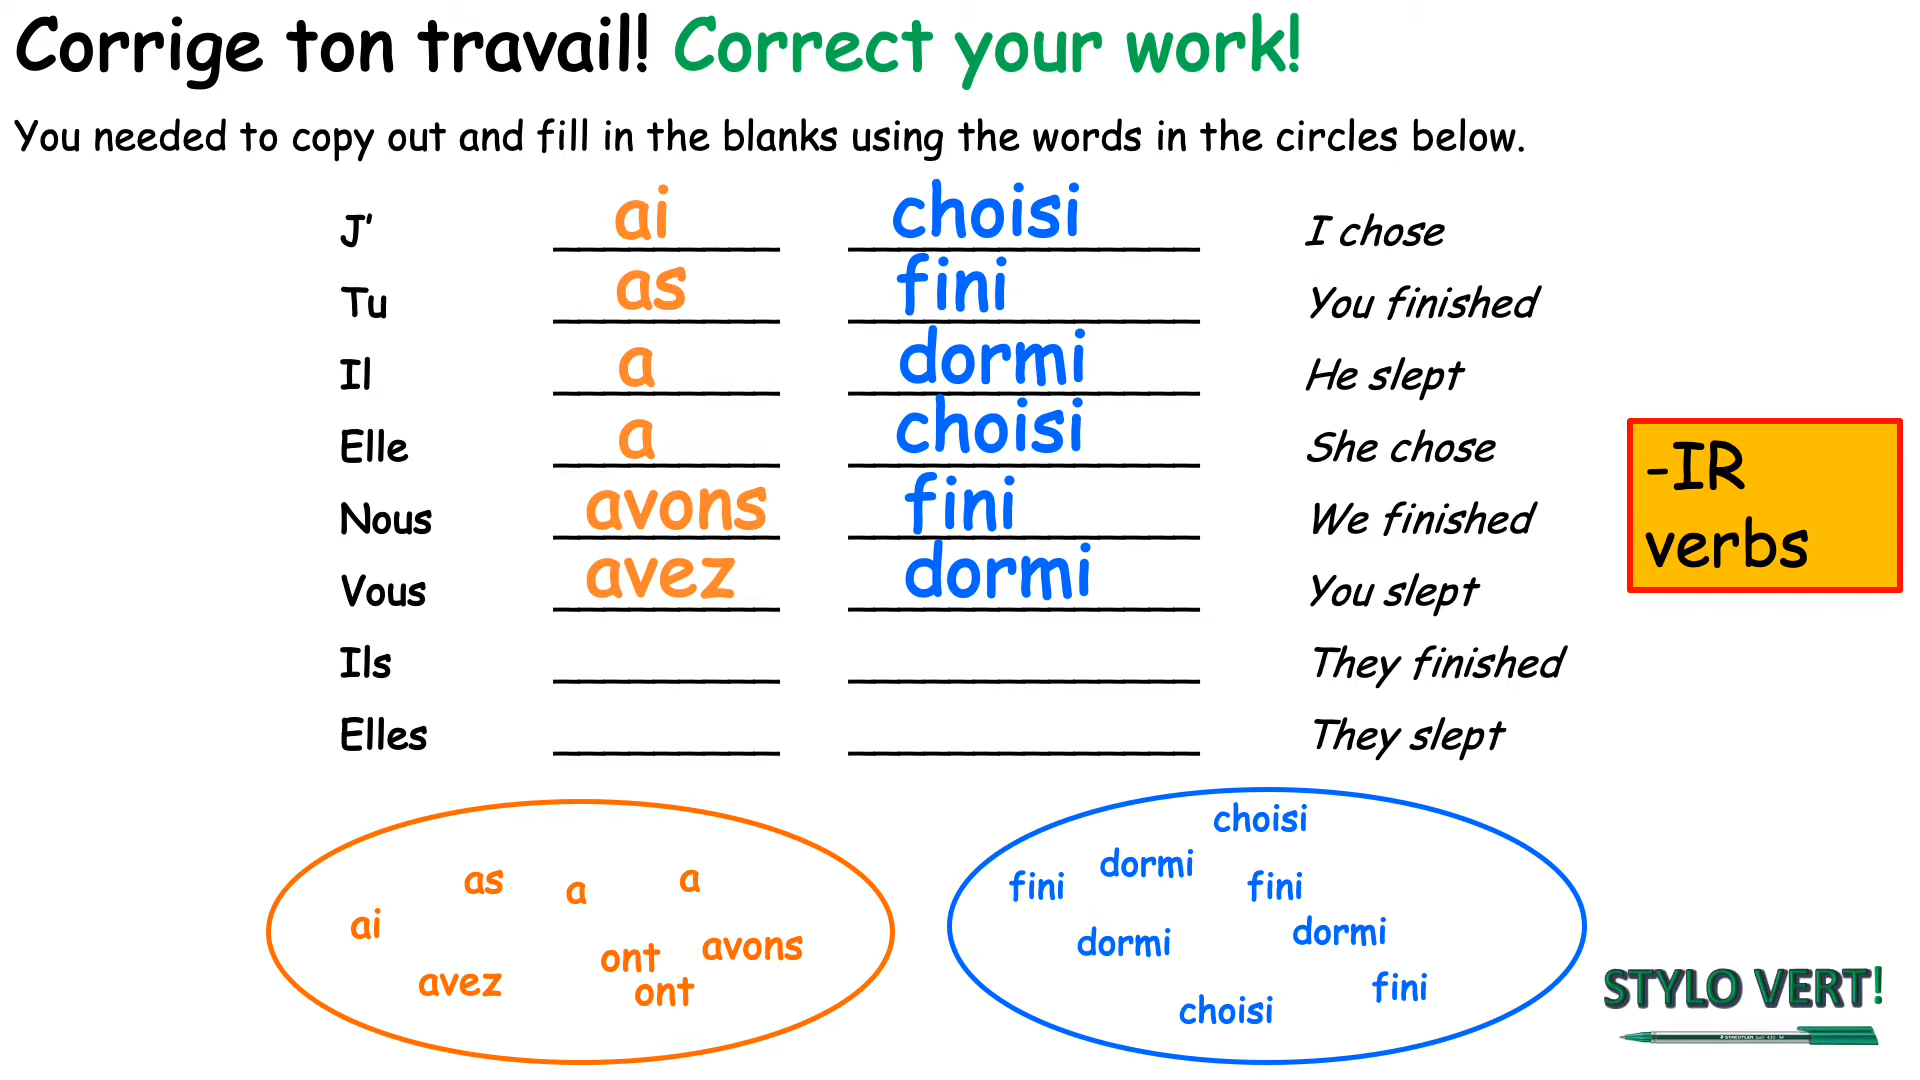 Corrige ton travail! Correct your work!
You needed to copy out and fill in the blanks using the words in the circles below.
J’ ai choisi I chose
Tu as fini You finished
Il a dormi He slept
Elle a choisi She chose
Nous avons fini We finished
Vous avez dormi You slept
Ils They finished
Elles They slept
-IR
verbs
as a a
ai
ont avons
avez ont
choisi
dormi
fini fini
dormi dormi
fini
choisi
STYLO VERT!
STAEDTLER ball 432 M